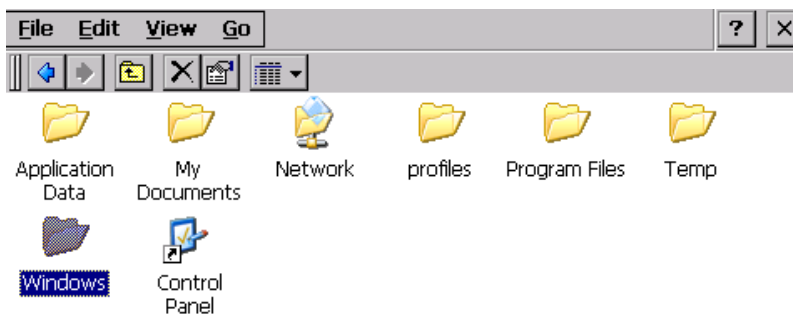 File Edit View Go ? ×
Application Data My Documents Network profiles Program Files Temp
Windows Control Panel